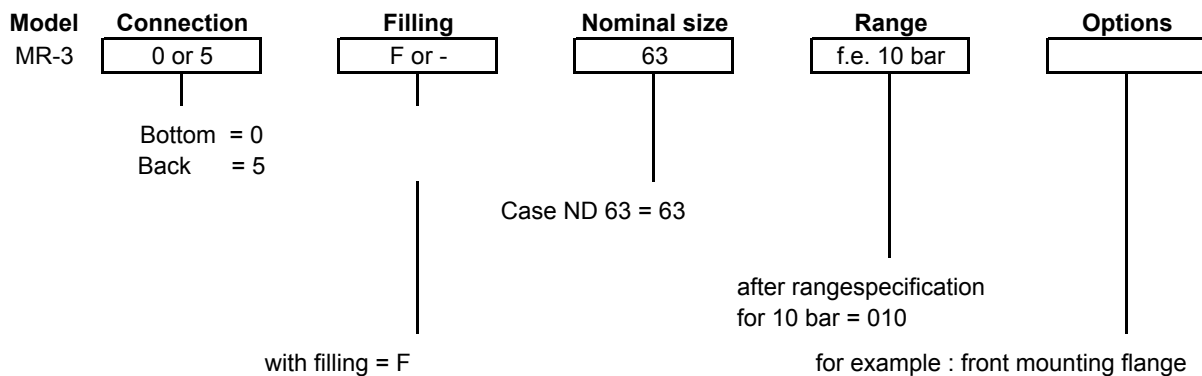 Model Connection Filling Nominal size Range Options
MR-3 0 or 5 F or - 63 f.e. 10 bar
Bottom = 0
Back = 5
Case ND 63 = 63
after rangespecification
for 10 bar = 010
with filling = F for example : front mounting flange